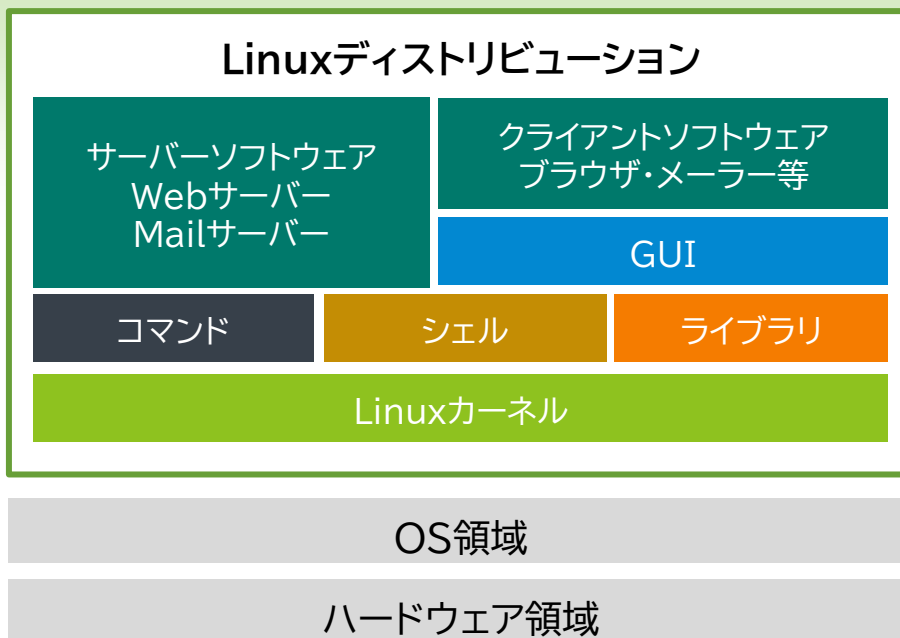 Linuxディストリビューション
サーバーソフトウェア
Webサーバー
Mailサーバー
クライアントソフトウェア
ブラウザ・メーラー等
GUI
コマンド
シェル
ライブラリ
Linuxカーネル
OS領域
ハードウェア領域